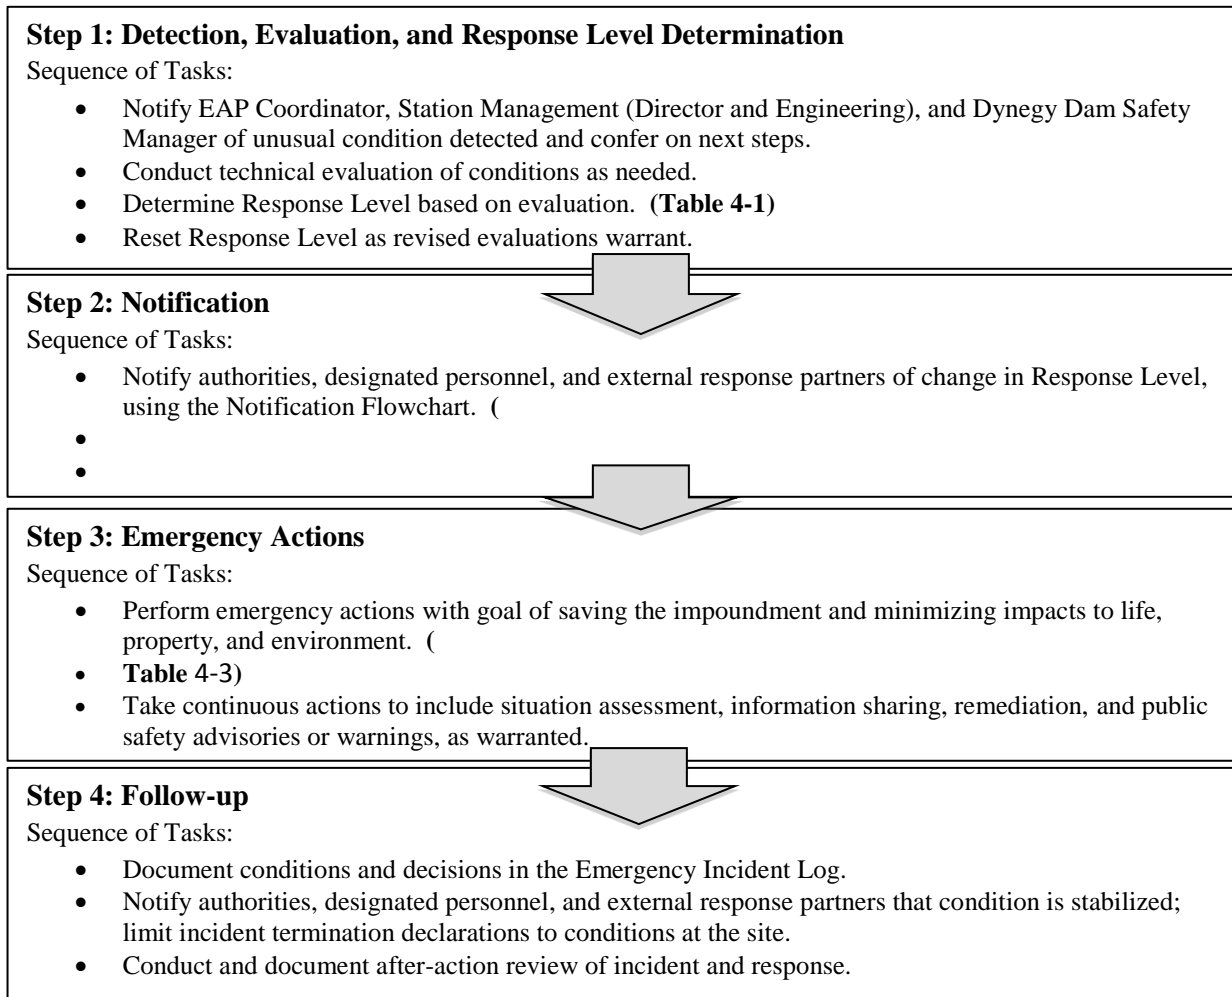 Step 1: Detection, Evaluation, and Response Level Determination
Sequence of Tasks:
• Notify EAP Coordinator, Station Management (Director and Engineering), and Dynegy Dam Safety
Manager of unusual condition detected and confer on next steps.
• Conduct technical evaluation of conditions as needed.
• Determine Response Level based on evaluation. (Table 4-1)
• Reset Response Level as revised evaluations warrant.
Step 2: Notification
Sequence of Tasks:
• Notify authorities, designated personnel, and external response partners of change in Response Level,
using the Notification Flowchart. (
•
•
Step 3: Emergency Actions
Sequence of Tasks:
• Perform emergency actions with goal of saving the impoundment and minimizing impacts to life,
property, and environment. (
• Table 4-3)
• Take continuous actions to include situation assessment, information sharing, remediation, and public
safety advisories or warnings, as warranted.
Step 4: Follow-up
Sequence of Tasks:
• Document conditions and decisions in the Emergency Incident Log.
• Notify authorities, designated personnel, and external response partners that condition is stabilized;
limit incident termination declarations to conditions at the site.
• Conduct and document after-action review of incident and response.